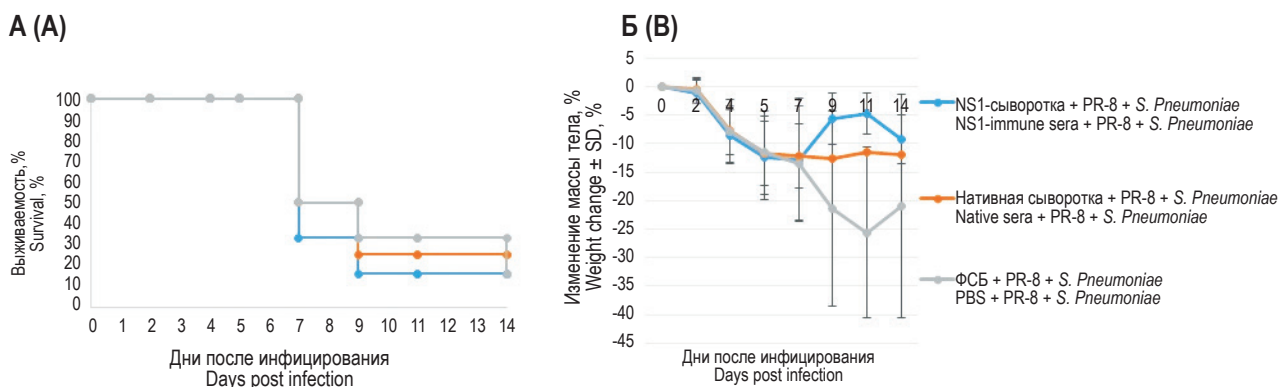 А (A)
Выживаемость, %
Survival, %
100
90
80
70
60
50
40
30
20
10
0
0 1 2 3 4 5 6 7 8 9 10 11 12 13 14
Дни после инфицирования
Days post infection
Б (B)
Изменение массы тела, %
Weight change ± SD, %
5
0
-5
-10
-15
-20
-25
-30
-35
-40
-45
0 2 4 5 7 9 11 14
Дни после инфицирования
Days post infection
NS1-сыворотка + PR-8 + S. Pneumoniae
NS1-immune sera + PR-8 + S. Pneumoniae
Нативная сыворотка + PR-8 + S. Pneumoniae
Native sera + PR-8 + S. Pneumoniae
ФСБ + PR-8 + S. Pneumoniae
PBS + PR-8 + S. Pneumoniae